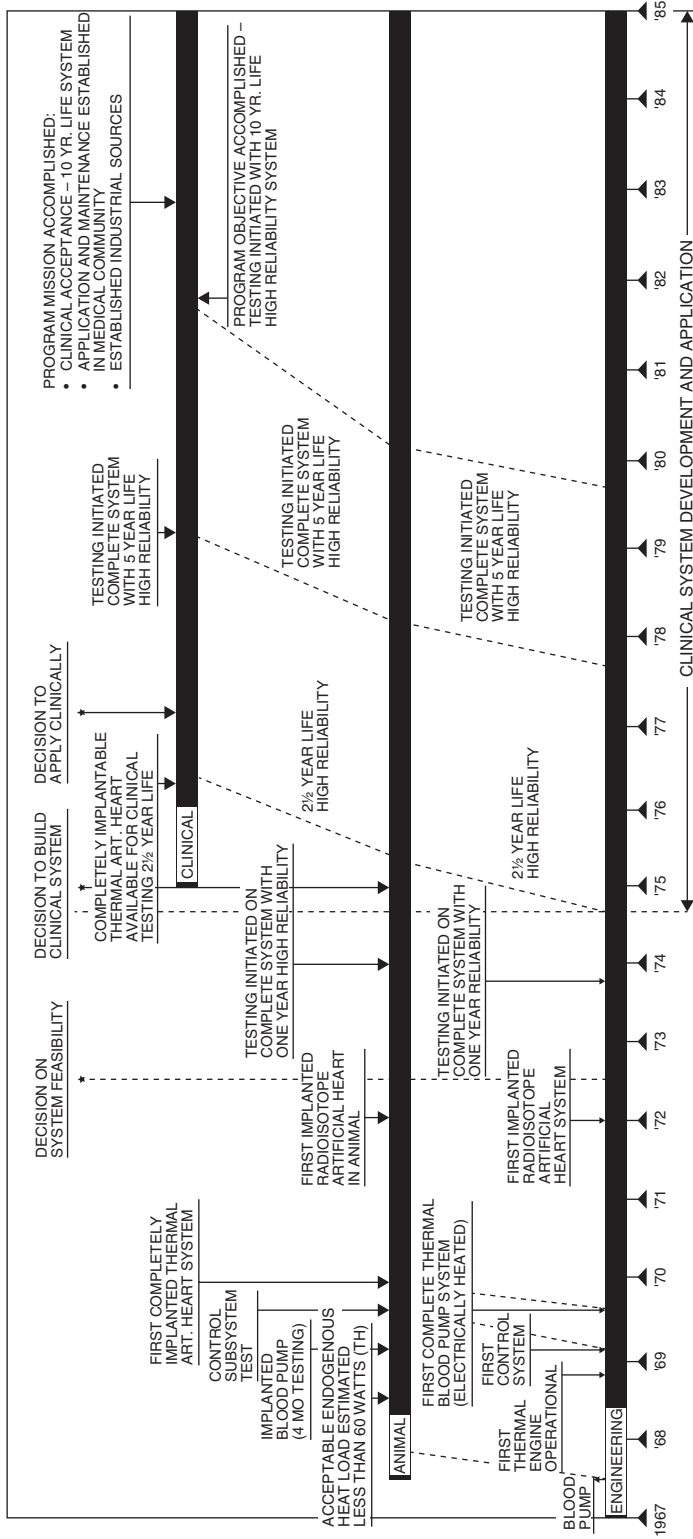 PROGRAM MISSION ACCOMPLISHED:
• CLINICAL ACCEPTANCE – 10 YR. LIFE SYSTEM
• APPLICATION AND MAINTENANCE ESTABLISHED
IN MEDICAL COMMUNITY
• ESTABLISHED INDUSTRIAL SOURCES
DECISION ON
SYSTEM FEASIBILITY
DECISION TO BUILD
CLINICAL SYSTEM
DECISION TO
APPLY CLINICALLY
FIRST COMPLETELY
IMPLANTED THERMAL
ART. HEART SYSTEM
COMPLETELY IMPLANTABLE
THERMAL ART. HEART
AVAILABLE FOR CLINICAL
TESTING 2½ YEAR LIFE
TESTING INITIATED
COMPLETE SYSTEM
WITH 5 YEAR LIFE
HIGH RELIABILITY
CLINICAL
PROGRAM OBJECTIVE ACCOMPLISHED –
TESTING INITIATED WITH 10 YR. LIFE
HIGH RELIABILITY SYSTEM
CONTROL
SUBSYSTEM
TEST
IMPLANTED
BLOOD PUMP
(4 MO TESTING)
ACCEPTABLE ENDOGENOUS
HEAT LOAD ESTIMATED
LESS THAN 60 WATTS (TH)
FIRST IMPLANTED
RADIOISOTOPE
ARTIFICIAL HEART
IN ANIMAL
TESTING INITIATED ON
COMPLETE SYSTEM WITH
ONE YEAR HIGH RELIABILITY
2½ YEAR LIFE
HIGH RELIABILITY
TESTING INITIATED
COMPLETE SYSTEM
WITH 5 YEAR LIFE
HIGH RELIABILITY
ANIMAL
FIRST COMPLETE THERMAL
BLOOD PUMP SYSTEM
(ELECTRICALLY HEATED)
FIRST
CONTROL
SYSTEM
FIRST
THERMAL
ENGINE
OPERATIONAL
BLOOD
PUMP
FIRST IMPLANTED
RADIOISOTOPE
ARTIFICIAL
HEART SYSTEM
TESTING INITIATED ON
COMPLETE SYSTEM WITH
ONE YEAR RELIABILITY
2½ YEAR LIFE
HIGH RELIABILITY
TESTING INITIATED
COMPLETE SYSTEM
WITH 5 YEAR LIFE
HIGH RELIABILITY
ENGINEERING
1967 '68 '69 '70 '71 '72 '73 '74 '75 '76 '77 '78 '79 '80 '81 '82 '83 '84 '85
CLINICAL SYSTEM DEVELOPMENT AND APPLICATION